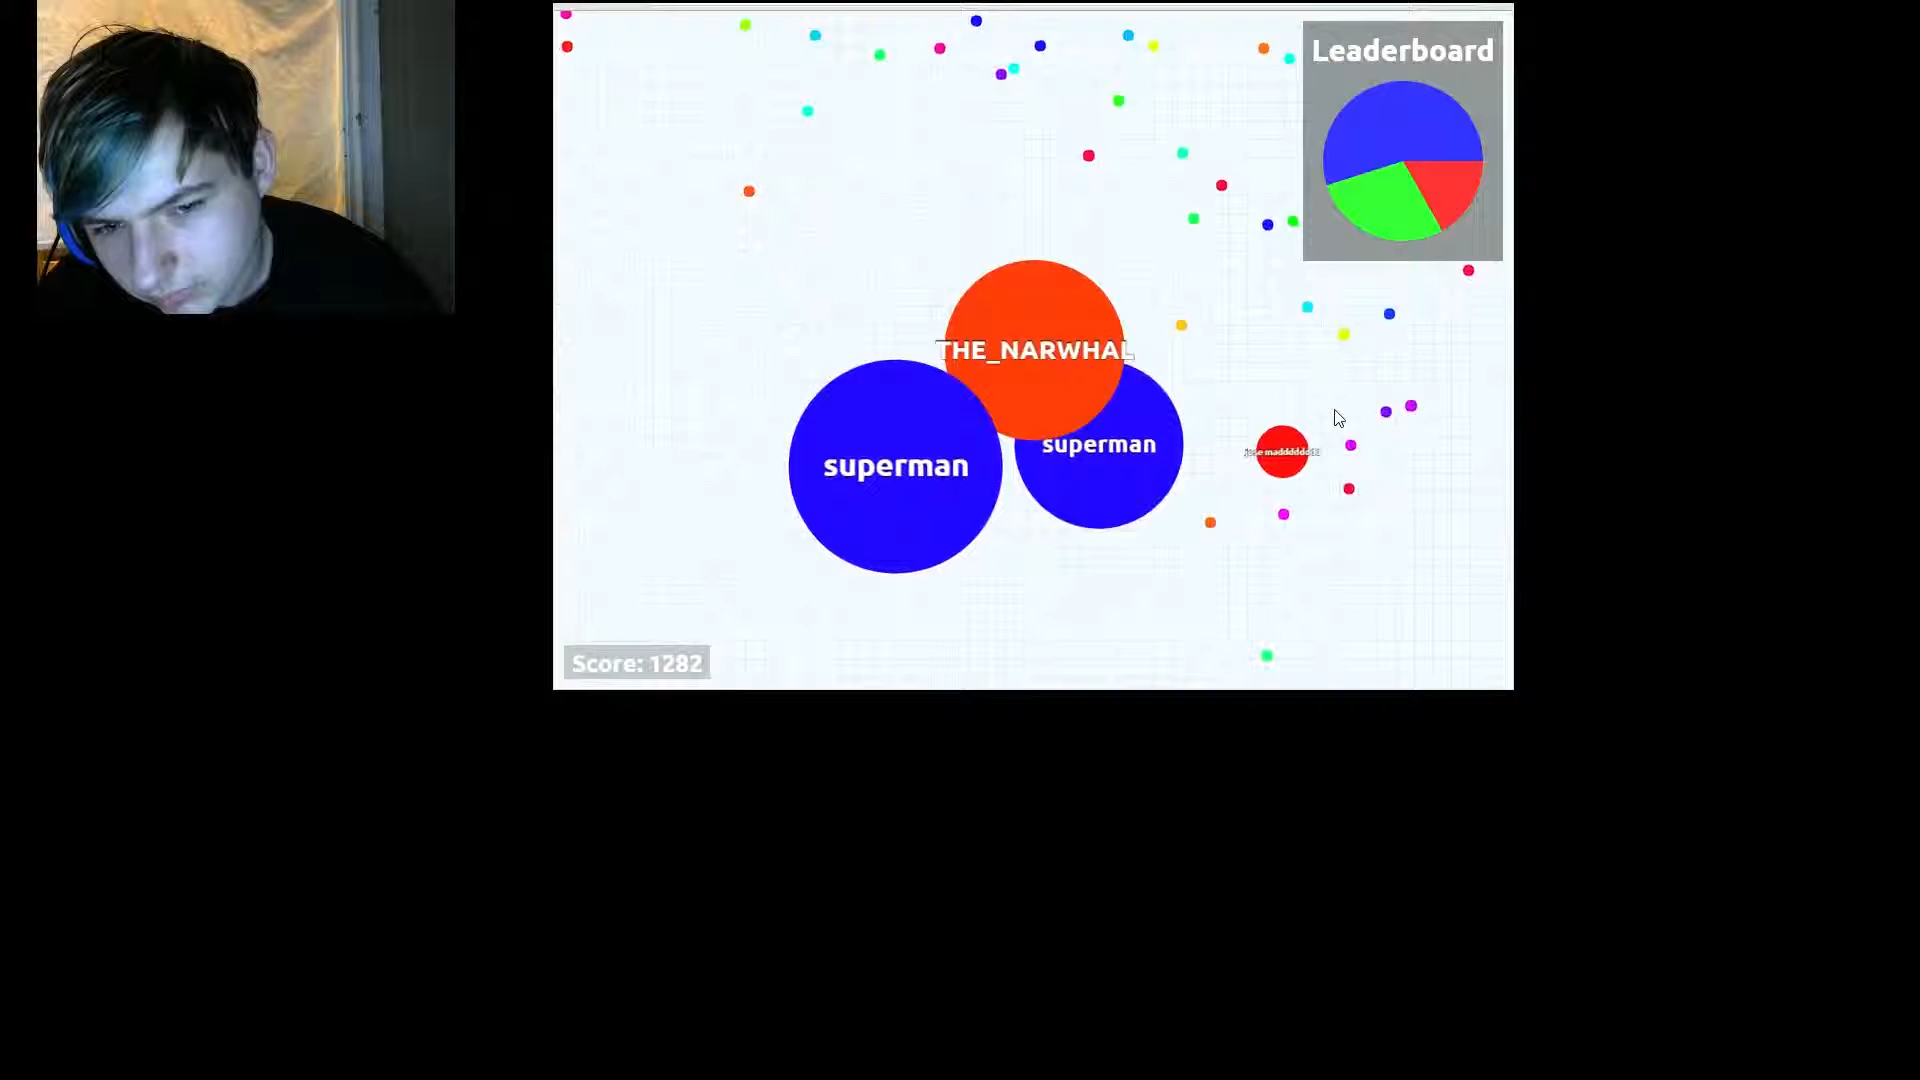 Leaderboard
THE_NARWHAL
superman
superman
Score: 1282